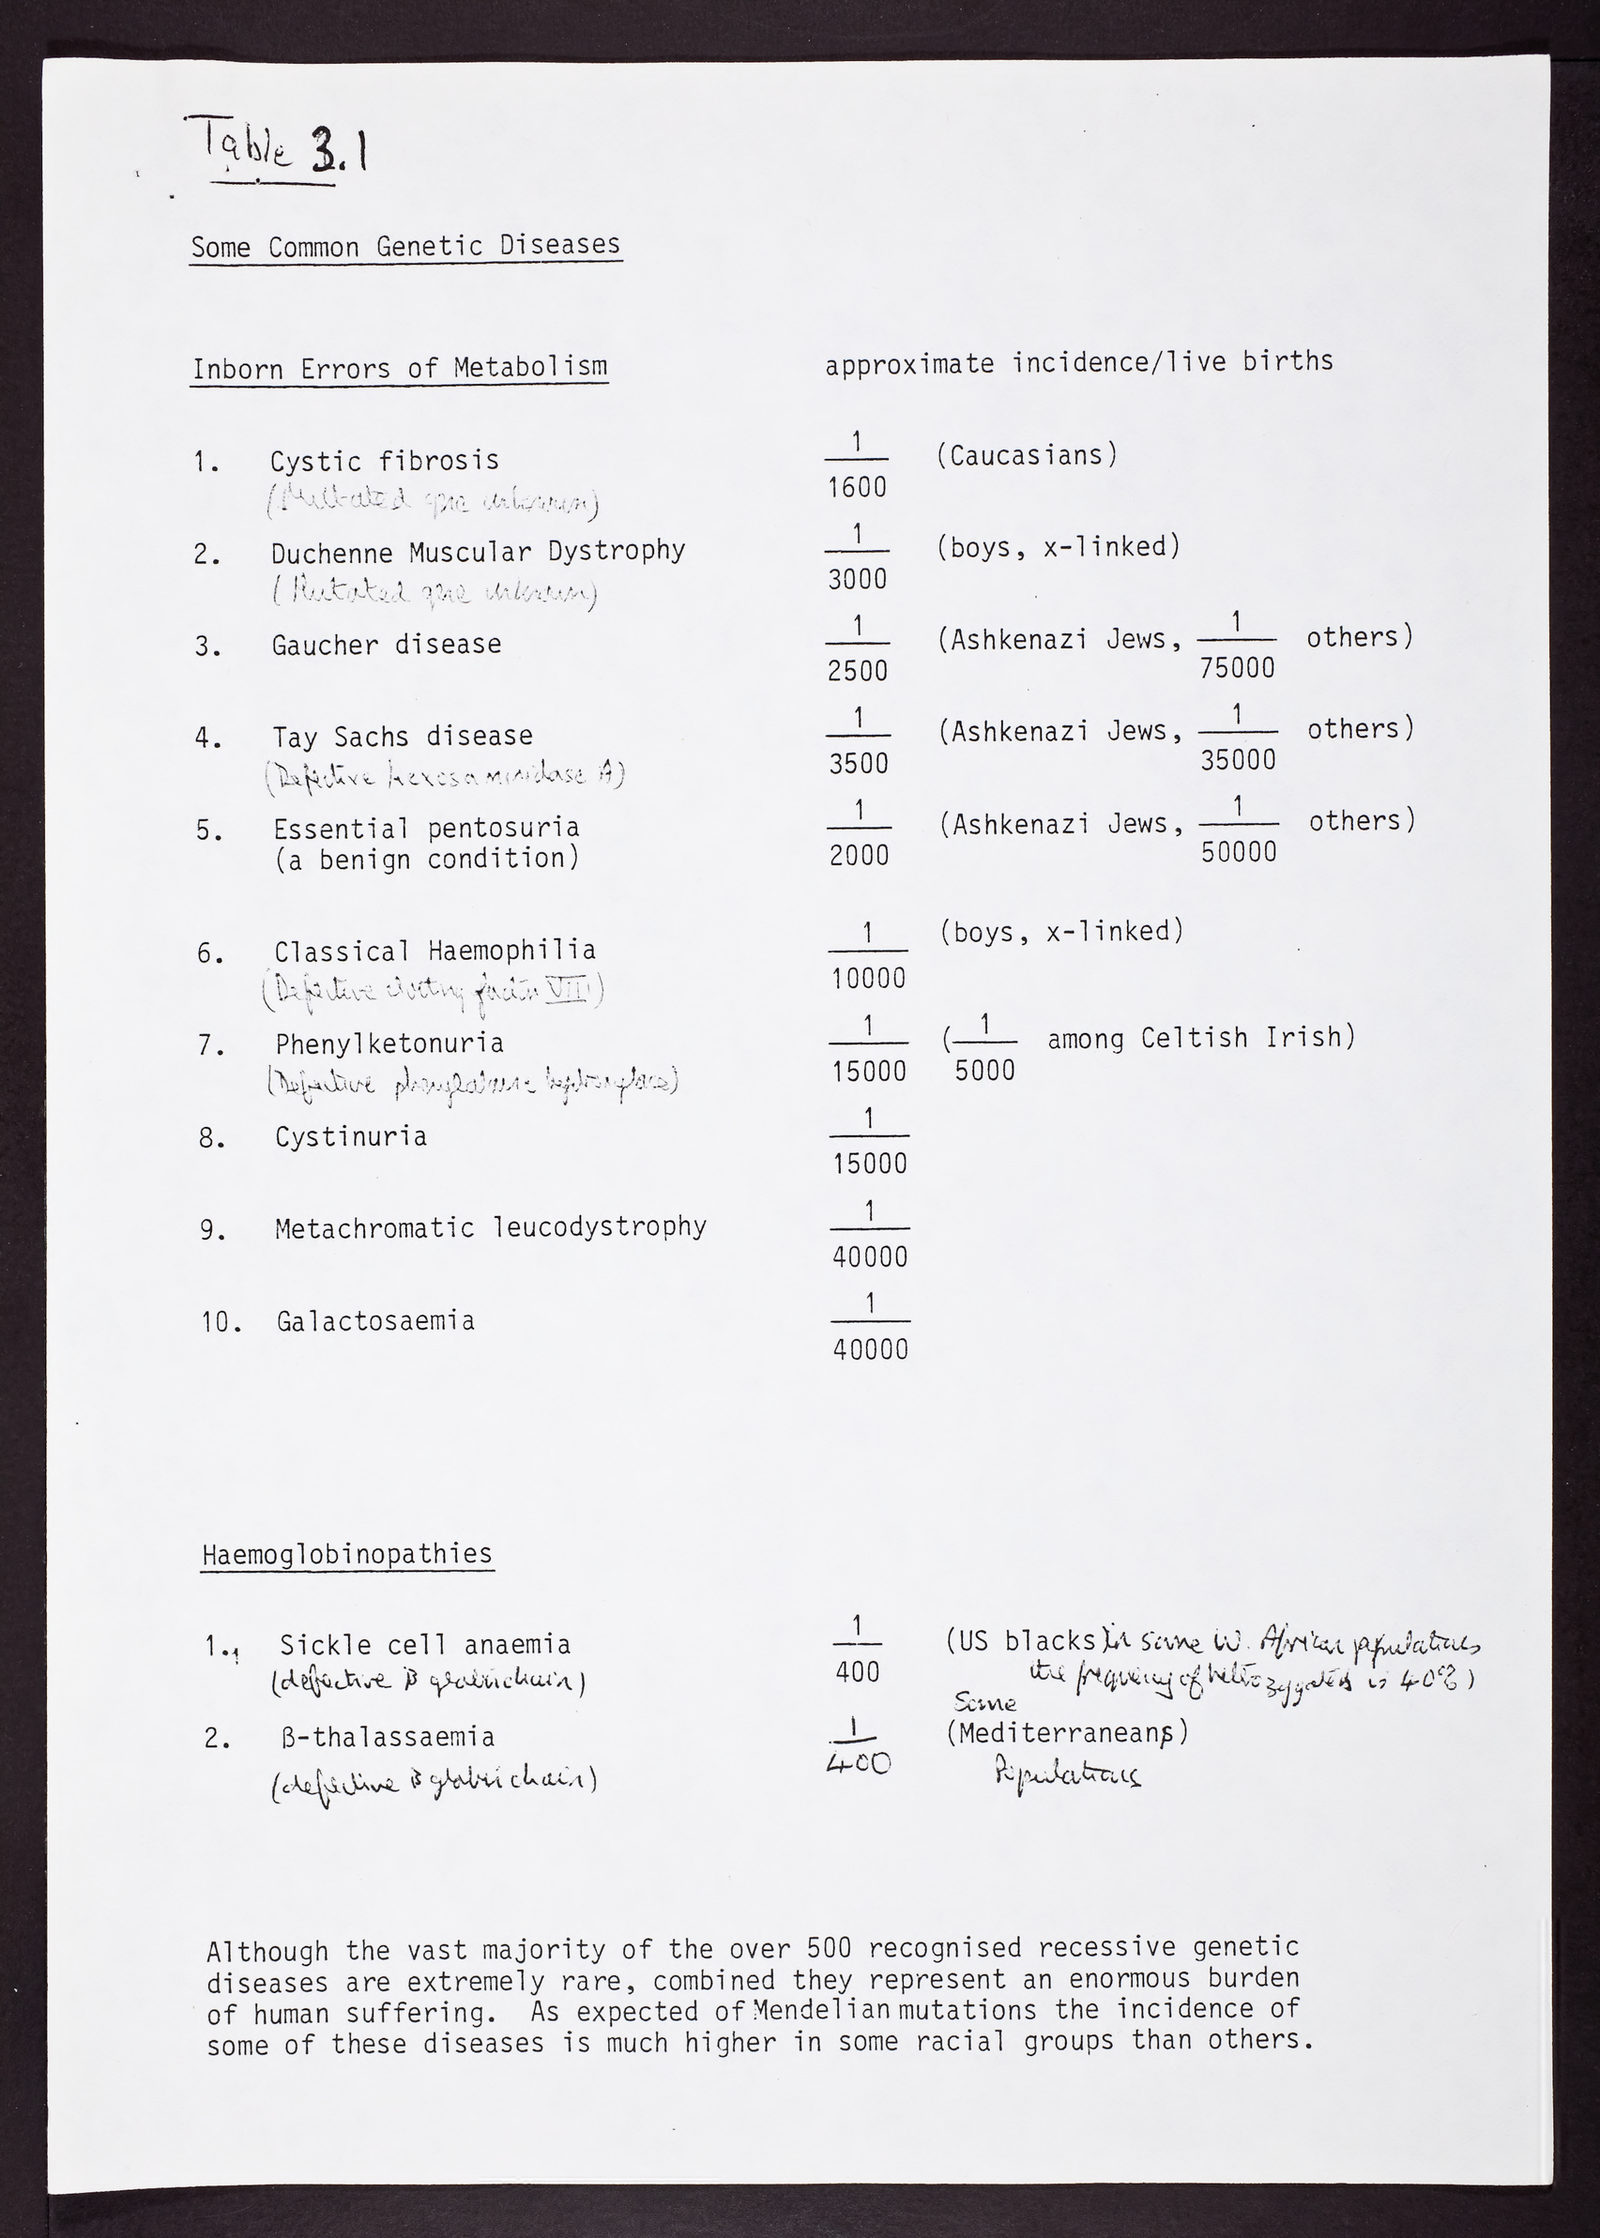 Table 3.1
Some Common Genetic Diseases
Inborn Errors of Metabolism approximate incidence/live births
1. Cystic fibrosis 1/1600 (Caucasians)
(Mutated gene unknown)
2. Duchenne Muscular Dystrophy 1/3000 (boys, x-linked)
(Mutated gene unknown)
3. Gaucher disease 1/2500 (Ashkenazi Jews, 1/75000 others)
4. Tay Sachs disease 1/3500 (Ashkenazi Jews, 1/35000 others)
(Defective hexosaminidase A)
5. Essential pentosuria 1/2000 (Ashkenazi Jews, 1/50000 others)
(a benign condition)
6. Classical Haemophilia 1/10000 (boys, x-linked)
(Defective clotting factor VIII)
7. Phenylketonuria 1/15000 (1/5000 among Celtish Irish)
(Defective phenylalanine hydroxylase)
8. Cystinuria 1/15000
9. Metachromatic leucodystrophy 1/40000
10. Galactosaemia 1/40000
Haemoglobinopathies
1. Sickle cell anaemia 1/400 (US blacks) in some W. African populations
(defective β globin chain) the frequency of heterozygotes is 40%)
Some
2. β-thalassaemia 1/400 (Mediterraneans)
(defective β globin chain) Populations
Although the vast majority of the over 500 recognised recessive genetic
diseases are extremely rare, combined they represent an enormous burden
of human suffering. As expected of Mendelian mutations the incidence of
some of these diseases is much higher in some racial groups than others.